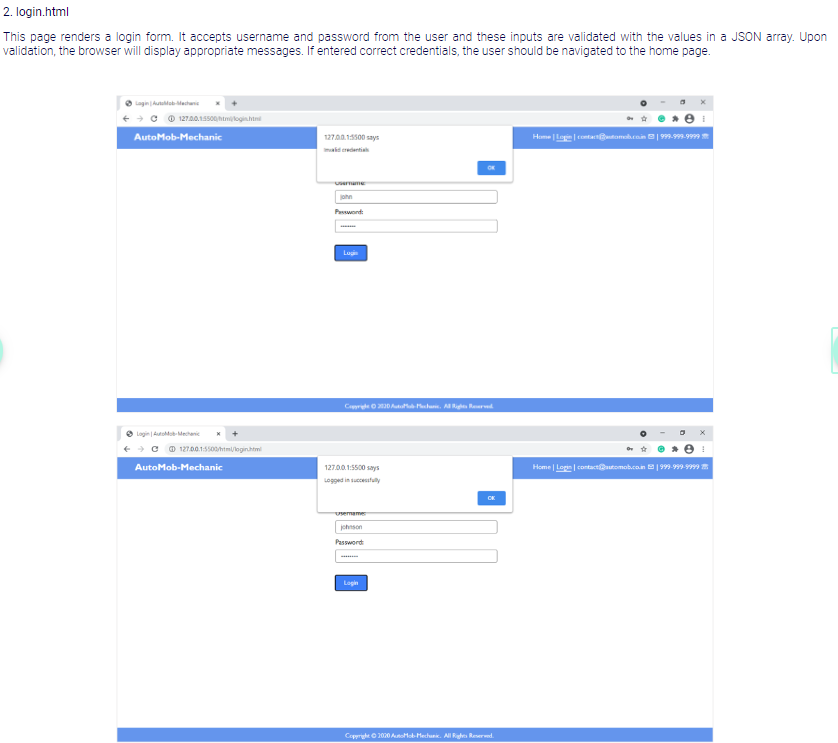 2. login.html
This page renders a login form. It accepts username and password from the user and these inputs are validated with the values in a JSON array. Upon
validation, the browser will display appropriate messages. If entered correct credentials, the user should be navigated to the home page.
Login | AutoMob-Mechanic
127.0.0.1:5500/html/login.html
AutoMob-Mechanic
Home | Login | contact@automob.co.in | 999-999-9999
127.0.0.1:5500 says
Invalid credentials
OK
Username:
john
Password:
Login
Copyright © 2020 AutoMob-Mechanic. All Rights Reserved.
Login | AutoMob-Mechanic
127.0.0.1:5500/html/login.html
AutoMob-Mechanic
Home | Login | contact@automob.co.in | 999-999-9999
127.0.0.1:5500 says
Logged in successfully
OK
Username:
johnson
Password:
Login
Copyright © 2020 AutoMob-Mechanic. All Rights Reserved.